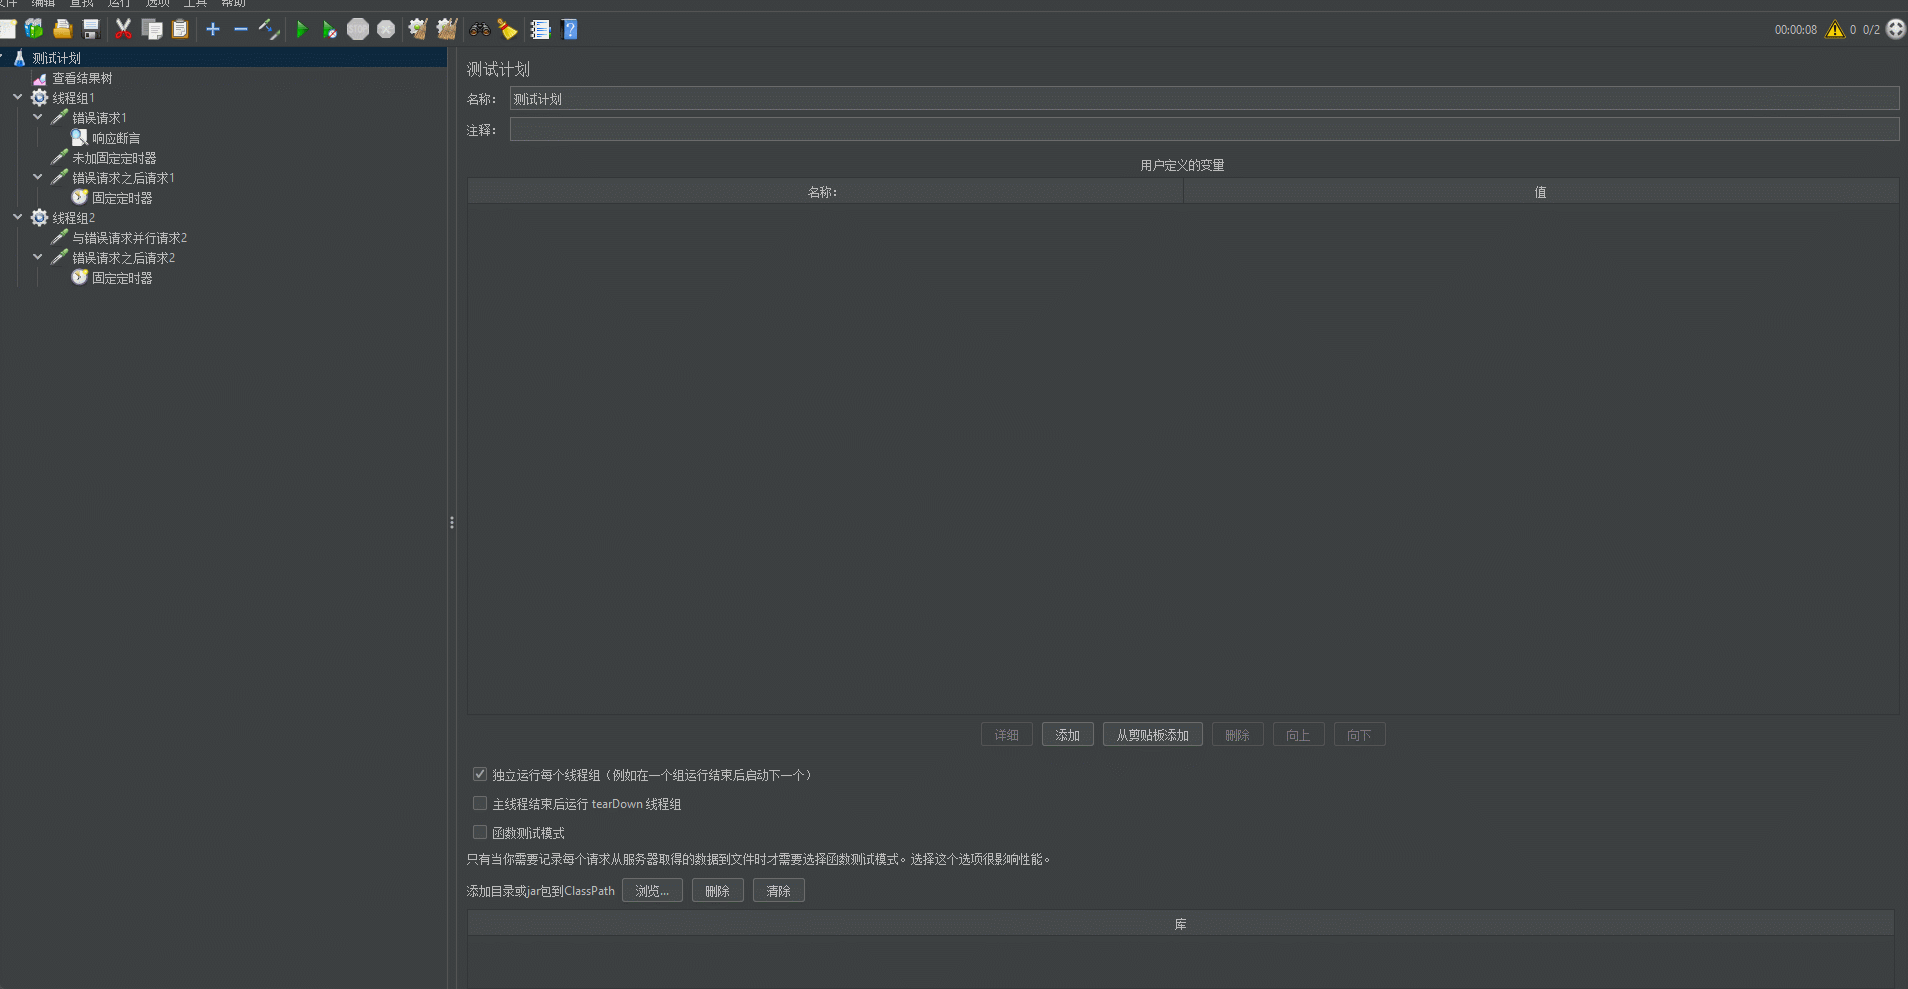 文件 编辑 查找 运行 选项 工具 帮助
STOP
00:00:08 0 0/2
测试计划
查看结果树
线程组1
错误请求1
响应断言
未加固定定时器
错误请求之后请求1
固定定时器
线程组2
与错误请求并行请求2
错误请求之后请求2
固定定时器
测试计划
名称： 测试计划
注释：
用户定义的变量
名称: 值
详细 添加 从剪贴板添加 删除 向上 向下
独立运行每个线程组（例如在一个组运行结束后启动下一个）
主线程结束后运行 tearDown 线程组
函数测试模式
只有当你需要记录每个请求从服务器取得的数据到文件时才需要选择函数测试模式。选择这个选项很影响性能。
添加目录或jar包到ClassPath 浏览... 删除 清除
库